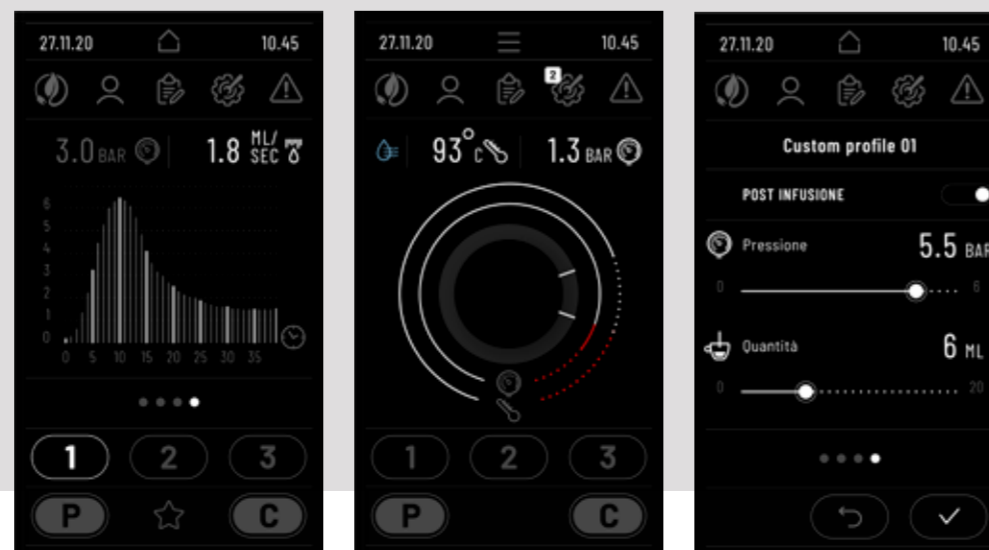 27.11.20 10.45
3.0 BAR 1.8 ML/SEC
6
5
4
3
2
1
0
0 5 10 15 20 25 30 35
1 2 3
P C
27.11.20 10.45
2
93°C 1.3 BAR
1 2 3
P C
27.11.20 10.45
Custom profile 01
POST INFUSIONE
Pressione 5.5 BAR
0 6
Quantità 6 ML
0 20